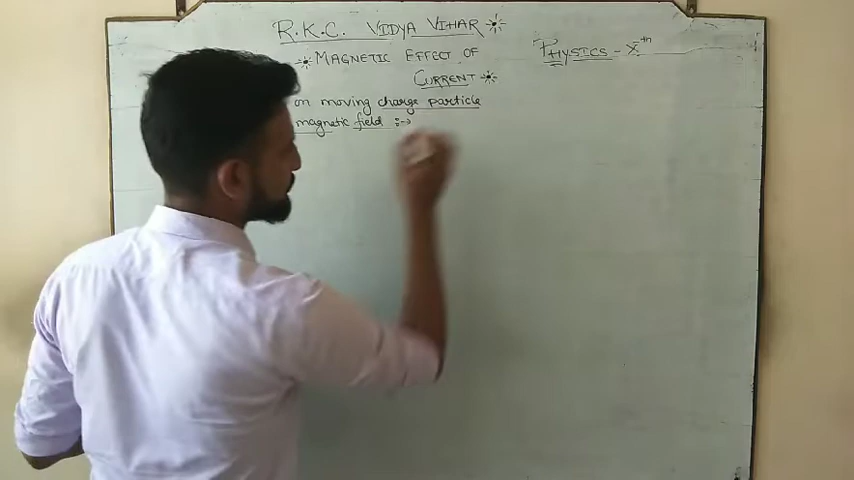 R.K.C. VIDYA VIHAR
MAGNETIC EFFECT OF
CURRENT
PHYSICS - X th
on moving charge particle
magnetic field :→